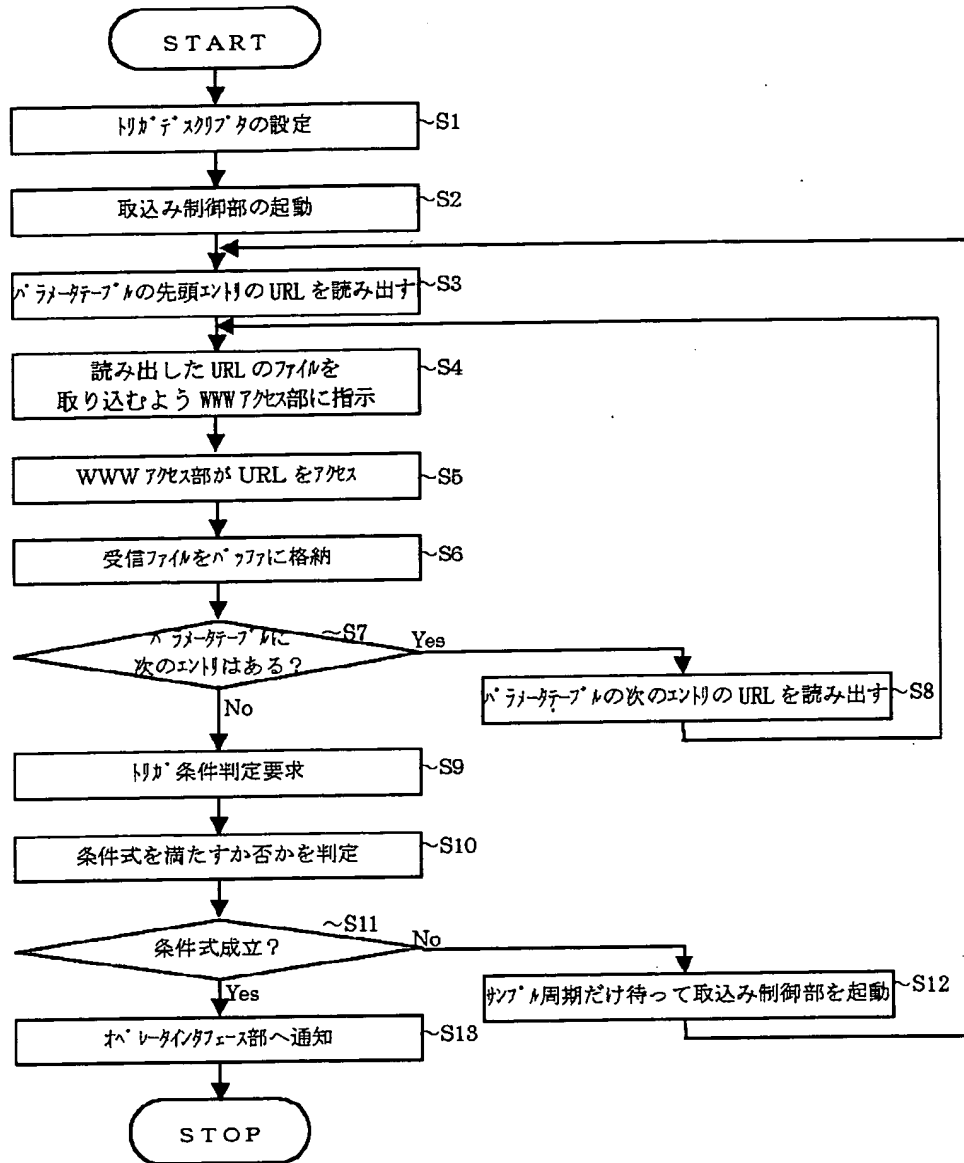 START
トリガデスクリプタの設定
~S1
取込み制御部の起動
~S2
パラメータテーブルの先頭エントリの URL を読み出す
~S3
読み出した URL のファイルを
取り込むよう WWW アクセス部に指示
~S4
WWW アクセス部が URL をアクセス
~S5
受信ファイルをバッファに格納
~S6
パラメータテーブルに
次のエントリはある？
~S7
Yes
No
パラメータテーブルの次のエントリの URL を読み出す
~S8
トリガ条件判定要求
~S9
条件式を満たすか否かを判定
~S10
条件式成立？
~S11
No
Yes
サンプル周期だけ待って取込み制御部を起動
~S12
オペレータインタフェース部へ通知
~S13
STOP